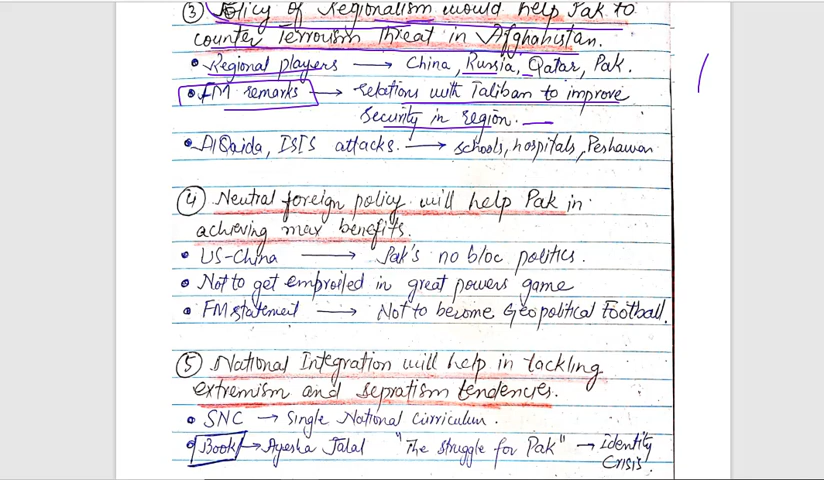 ③ Policy of Regionalism would help Pak to
counter Terrorism Threat in Afghanistan.
• Regional players → China, Russia, Qatar, Pak.
• FM remarks → relations with Taliban to improve
security in region.
• AlQaida, ISIS attacks. → schools, hospitals, Peshawar
④ Neutral foreign policy will help Pak in
achieving max benefits.
• US-China → Pak's no bloc politics.
• Not to get embroiled in great powers game
• FM statement → Not to become Geopolitical Football.
⑤ National Integration will help in tackling
extremism and sepratism tendencies.
• SNC → Single National Curriculum.
• Book → Ayesha Jalal "The struggle for Pak" → Identity
Crisis.